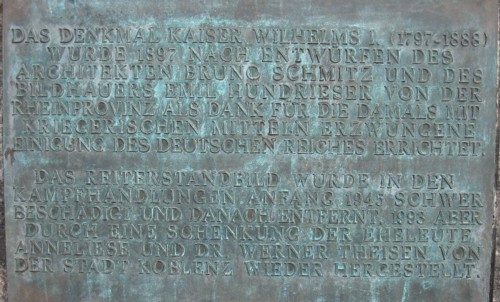 DAS DENKMAL KAISER WILHELMS I. (1797-1888)
WURDE 1897 NACH ENTWÜRFEN DES
ARCHITEKTEN BRUNO SCHMITZ UND DES
BILDHAUERS EMIL HUNDRIESER VON DER
RHEINPROVINZ ALS DANK FÜR DIE DAMALS MIT
KRIEGERISCHEN MITTELN ERZWUNGENE
EINIGUNG DES DEUTSCHEN REICHES ERRICHTET.
DAS REITERSTANDBILD WURDE IN DEN
KAMPFHANDLUNGEN ANFANG 1945 SCHWER
BESCHÄDIGT UND DANACH ENTFERNT, 1993 ABER
DURCH EINE SCHENKUNG DER EHELEUTE
ANNELIESE UND DR. WERNER THEISEN VON
DER STADT KOBLENZ WIEDER HERGESTELLT.